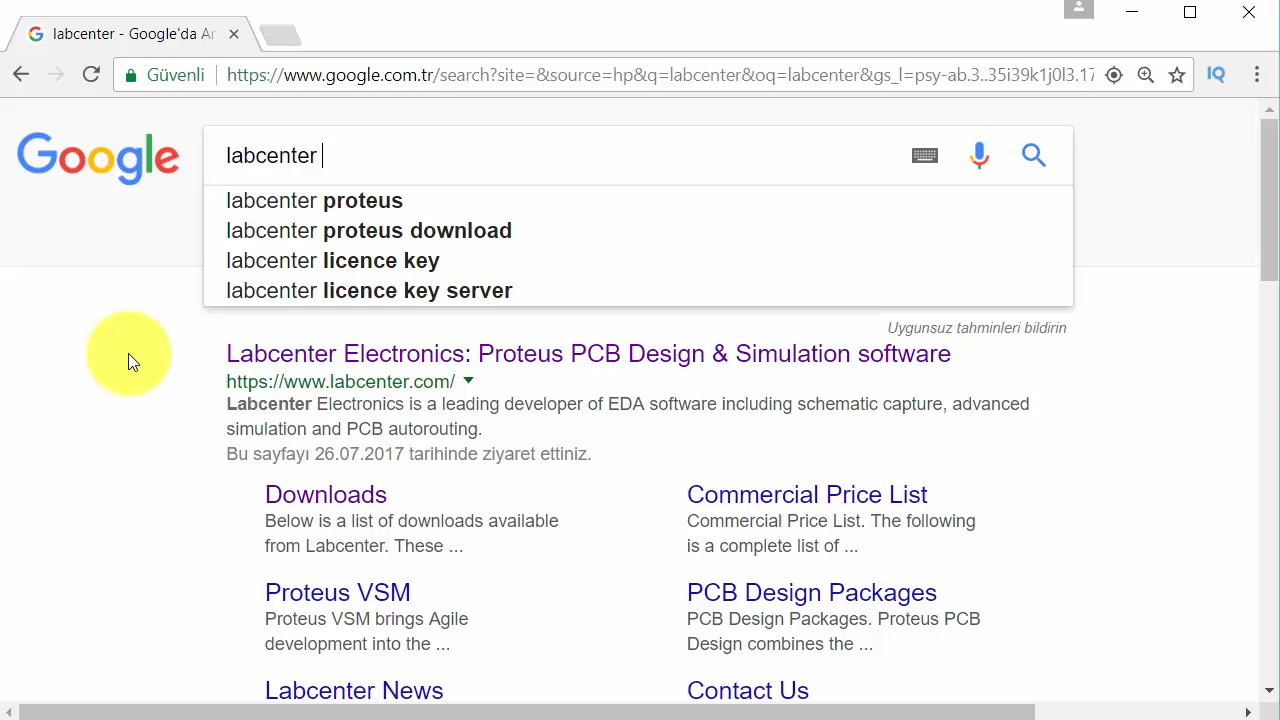 labcenter - Google'da Ar
Güvenli
https://www.google.com.tr/search?site=&source=hp&q=labcenter&oq=labcenter&gs_l=psy-ab.3..35i39k1j0l3.17
IQ
Google
labcenter
labcenter proteus
labcenter proteus download
labcenter licence key
labcenter licence key server
Uygunsuz tahminleri bildirin
Labcenter Electronics: Proteus PCB Design & Simulation software
https://www.labcenter.com/
Labcenter Electronics is a leading developer of EDA software including schematic capture, advanced
simulation and PCB autorouting.
Bu sayfayı 26.07.2017 tarihinde ziyaret ettiniz.
Downloads
Below is a list of downloads available
from Labcenter. These ...
Commercial Price List
Commercial Price List. The following
is a complete list of ...
Proteus VSM
Proteus VSM brings Agile
development into the ...
PCB Design Packages
PCB Design Packages. Proteus PCB
Design combines the ...
Labcenter News
Contact Us